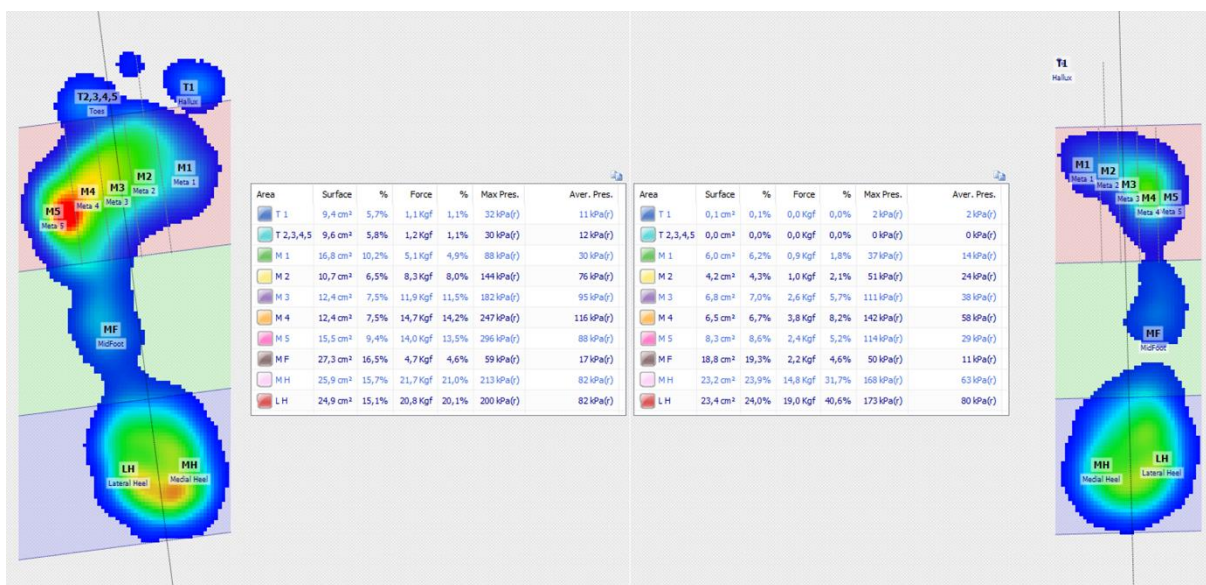 T1
Hallux
T2,3,4,5
Toes
M1
Meta 1
M2
Meta 2
M3
Meta 3
M4
Meta 4
M5
Meta 5
MF
MidFoot
LH
Lateral Heel
MH
Medial Heel
Area Surface % Force % Max Pres. Aver. Pres.
T 1 9,4 cm² 5,7% 1,1 Kgf 1,1% 32 kPa(r) 11 kPa(r)
T 2,3,4,5 9,6 cm² 5,8% 1,2 Kgf 1,1% 30 kPa(r) 12 kPa(r)
M 1 16,8 cm² 10,2% 5,1 Kgf 4,9% 88 kPa(r) 30 kPa(r)
M 2 10,7 cm² 6,5% 8,3 Kgf 8,0% 144 kPa(r) 76 kPa(r)
M 3 12,4 cm² 7,5% 11,9 Kgf 11,5% 182 kPa(r) 95 kPa(r)
M 4 12,4 cm² 7,5% 14,7 Kgf 14,2% 247 kPa(r) 116 kPa(r)
M 5 15,5 cm² 9,4% 14,0 Kgf 13,5% 296 kPa(r) 88 kPa(r)
M F 27,3 cm² 16,5% 4,7 Kgf 4,6% 59 kPa(r) 17 kPa(r)
M H 25,9 cm² 15,7% 21,7 Kgf 21,0% 213 kPa(r) 82 kPa(r)
L H 24,9 cm² 15,1% 20,8 Kgf 20,1% 200 kPa(r) 82 kPa(r)
Area Surface % Force % Max Pres. Aver. Pres.
T 1 0,1 cm² 0,1% 0,0 Kgf 0,0% 2 kPa(r) 2 kPa(r)
T 2,3,4,5 0,0 cm² 0,0% 0,0 Kgf 0,0% 0 kPa(r) 0 kPa(r)
M 1 6,0 cm² 6,2% 0,9 Kgf 1,8% 37 kPa(r) 14 kPa(r)
M 2 4,2 cm² 4,3% 1,0 Kgf 2,1% 51 kPa(r) 24 kPa(r)
M 3 6,8 cm² 7,0% 2,6 Kgf 5,7% 111 kPa(r) 38 kPa(r)
M 4 6,5 cm² 6,7% 3,8 Kgf 8,2% 142 kPa(r) 58 kPa(r)
M 5 8,3 cm² 8,6% 2,4 Kgf 5,2% 114 kPa(r) 29 kPa(r)
M F 18,8 cm² 19,3% 2,2 Kgf 4,6% 50 kPa(r) 11 kPa(r)
M H 23,2 cm² 23,9% 14,8 Kgf 31,7% 168 kPa(r) 63 kPa(r)
L H 23,4 cm² 24,0% 19,0 Kgf 40,6% 173 kPa(r) 80 kPa(r)
T1
Hallux
M1
Meta 1
M2
Meta 2
M3
Meta 3
M4 M5
Meta 4 Meta 5
MF
MidFoot
LH
Lateral Heel
MH
Medial Heel